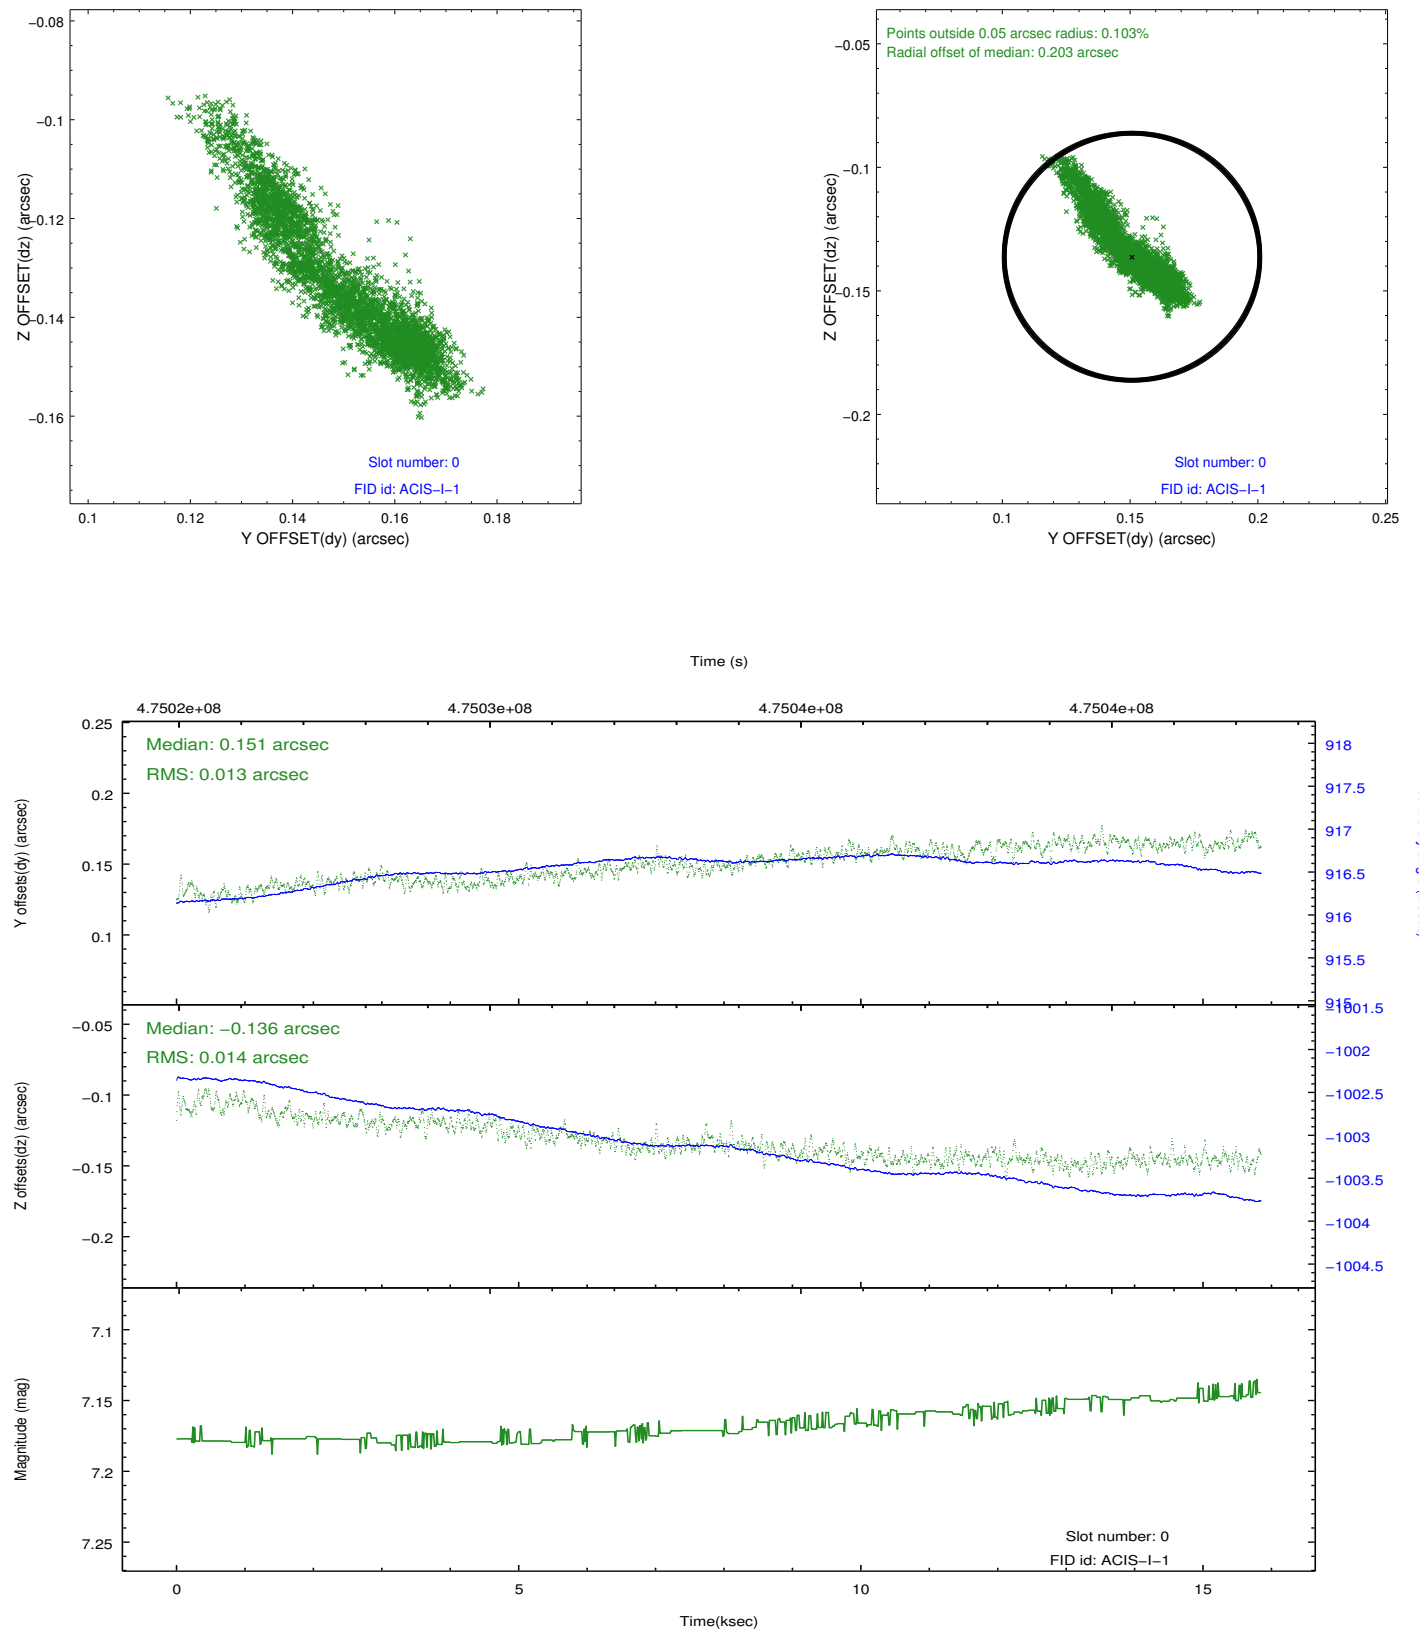 −0.08
−0.1
−0.12
−0.14
−0.16
Z OFFSET(dz) (arcsec)
Slot number: 0
FID id: ACIS−I−1
0.1
0.12
0.14
0.16
0.18
Y OFFSET(dy) (arcsec)
Points outside 0.05 arcsec radius: 0.103%
Radial offset of median: 0.203 arcsec
−0.05
−0.1
−0.15
−0.2
Z OFFSET(dz) (arcsec)
Slot number: 0
FID id: ACIS−I−1
0.1
0.15
0.2
0.25
Y OFFSET(dy) (arcsec)
Time (s)
4.7502e+08
4.7503e+08
4.7504e+08
4.7504e+08
Median: 0.151 arcsec
RMS: 0.013 arcsec
0.25
0.2
0.15
0.1
Y offsets(dy) (arcsec)
918
917.5
917
916.5
916
915.5
915
Median: −0.136 arcsec
RMS: 0.014 arcsec
−0.05
−0.1
−0.15
−0.2
Z offsets(dz) (arcsec)
−1001.5
−1002
−1002.5
−1003
−1003.5
−1004
−1004.5
7.1
7.15
7.2
7.25
Magnitude (mag)
Slot number: 0
FID id: ACIS−I−1
0
5
10
15
Time(ksec)